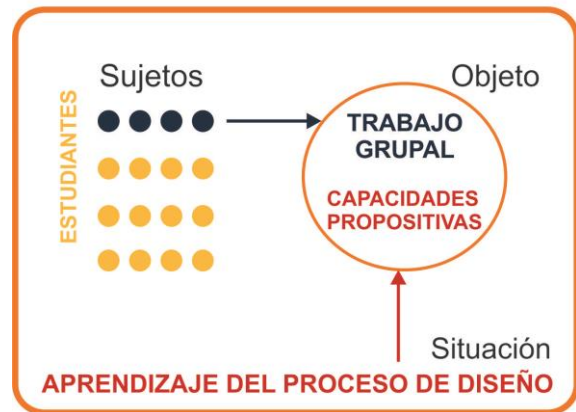 Sujetos
Objeto
ESTUDIANTES
TRABAJO
GRUPAL
CAPACIDADES
PROPOSITIVAS
Situación
APRENDIZAJE DEL PROCESO DE DISEÑO